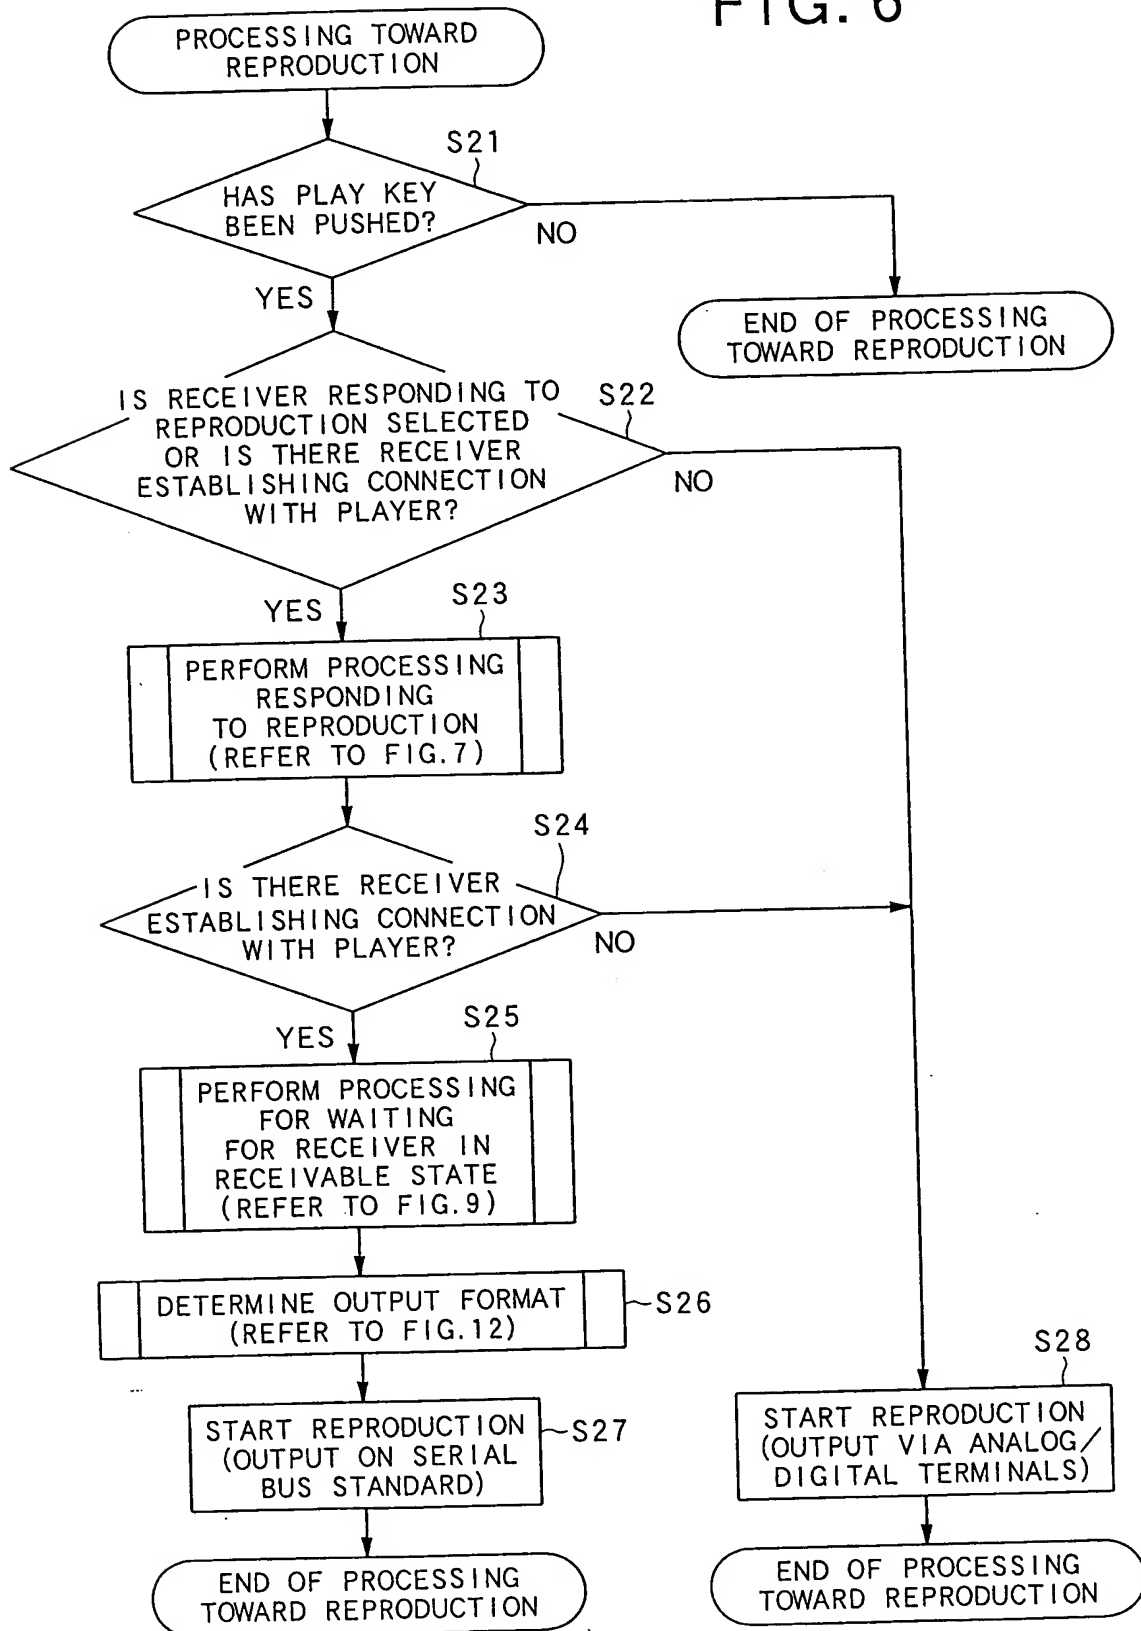 FIG. 6
PROCESSING TOWARD
REPRODUCTION
S21
HAS PLAY KEY
BEEN PUSHED?
NO
YES
END OF PROCESSING
TOWARD REPRODUCTION
S22
IS RECEIVER RESPONDING TO
REPRODUCTION SELECTED
OR IS THERE RECEIVER
ESTABLISHING CONNECTION
WITH PLAYER?
NO
YES
S23
PERFORM PROCESSING
RESPONDING
TO REPRODUCTION
(REFER TO FIG.7)
S24
IS THERE RECEIVER
ESTABLISHING CONNECTION
WITH PLAYER?
NO
YES
S25
PERFORM PROCESSING
FOR WAITING
FOR RECEIVER IN
RECEIVABLE STATE
(REFER TO FIG.9)
DETERMINE OUTPUT FORMAT
(REFER TO FIG.12)
S26
START REPRODUCTION
(OUTPUT ON SERIAL
BUS STANDARD)
S27
END OF PROCESSING
TOWARD REPRODUCTION
S28
START REPRODUCTION
(OUTPUT VIA ANALOG/
DIGITAL TERMINALS)
END OF PROCESSING
TOWARD REPRODUCTION